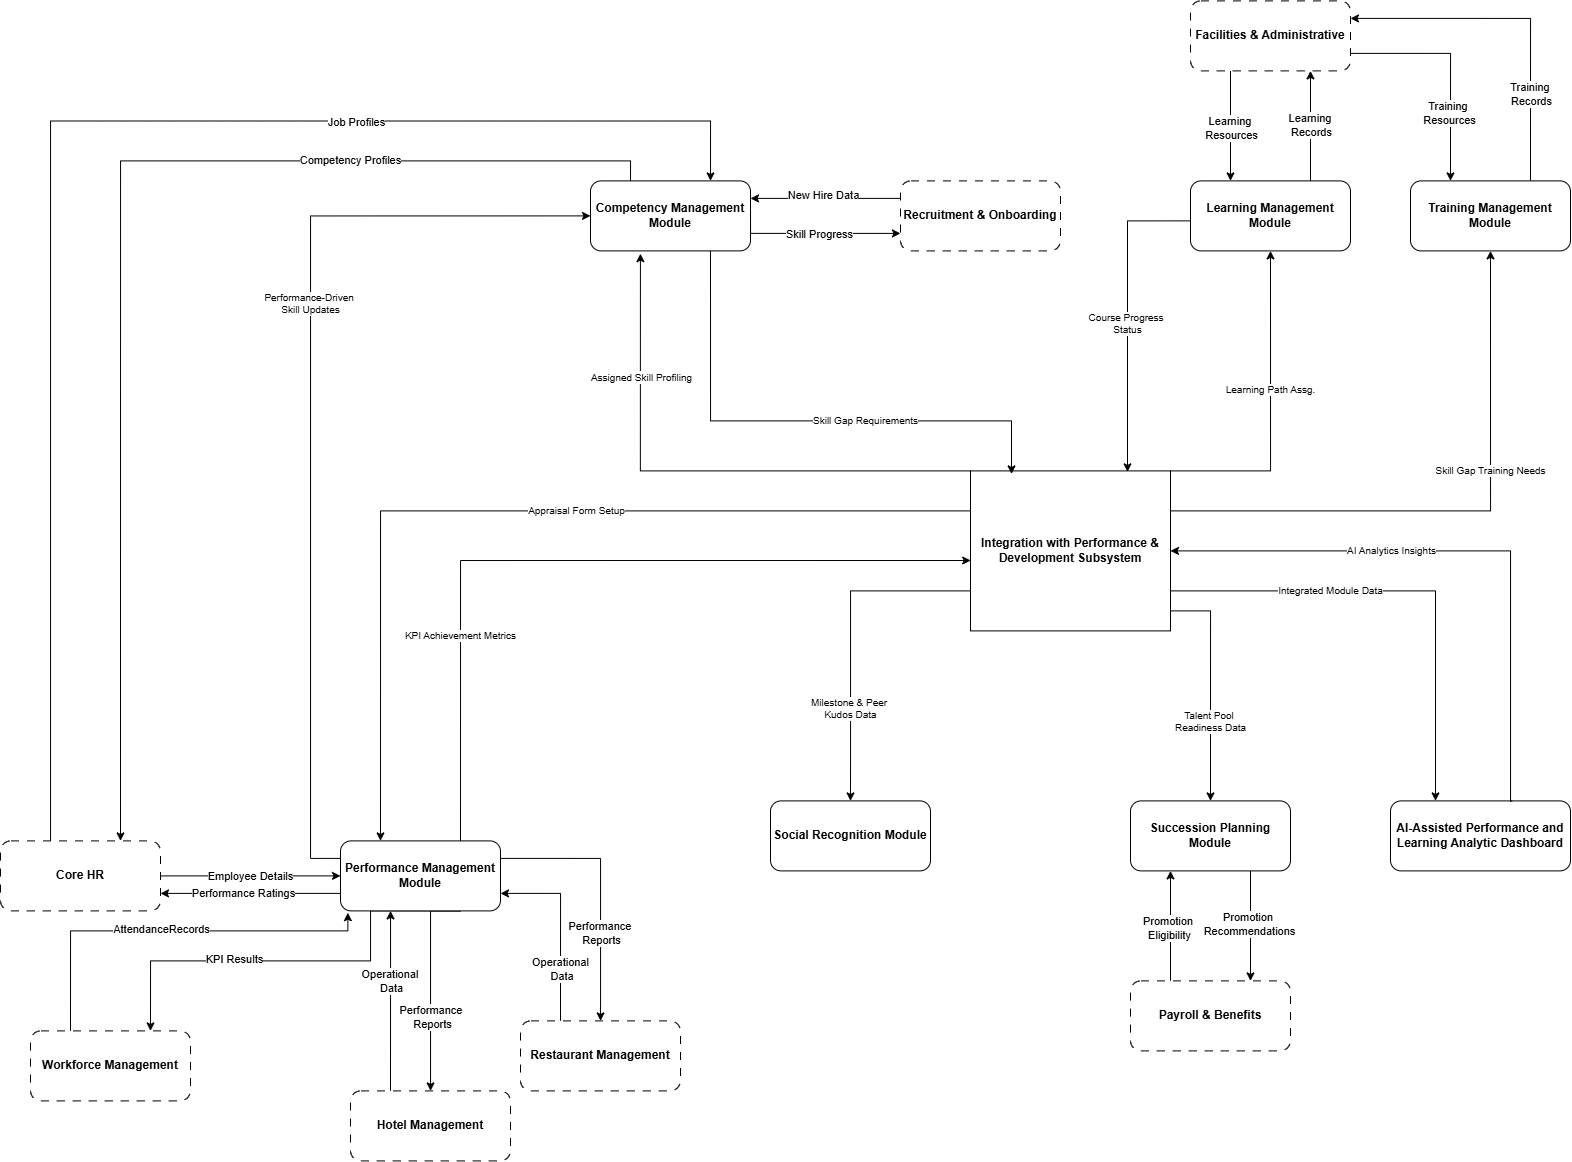 Facilities & Administrative
Training
Records
Training
Resources
Learning
Resources
Learning
Records
Job Profiles
Competency Profiles
Competency Management
Module
New Hire Data
Skill Progress
Recruitment & Onboarding
Learning Management
Module
Training Management
Module
Performance-Driven
Skill Updates
Course Progress
Status
Assigned Skill Profiling
Learning Path Assg.
Skill Gap Requirements
Skill Gap Training Needs
Appraisal Form Setup
Integration with Performance &
Development Subsystem
AI Analytics Insights
Integrated Module Data
KPI Achievement Metrics
Milestone & Peer
Kudos Data
Talent Pool
Readiness Data
Social Recognition Module
Succession Planning
Module
AI-Assisted Performance and
Learning Analytic Dashboard
Core HR
Employee Details
Performance Ratings
Performance Management
Module
AttendanceRecords
KPI Results
Operational
Data
Performance
Reports
Operational
Data
Performance
Reports
Promotion
Eligibility
Promotion
Recommendations
Payroll & Benefits
Workforce Management
Restaurant Management
Hotel Management